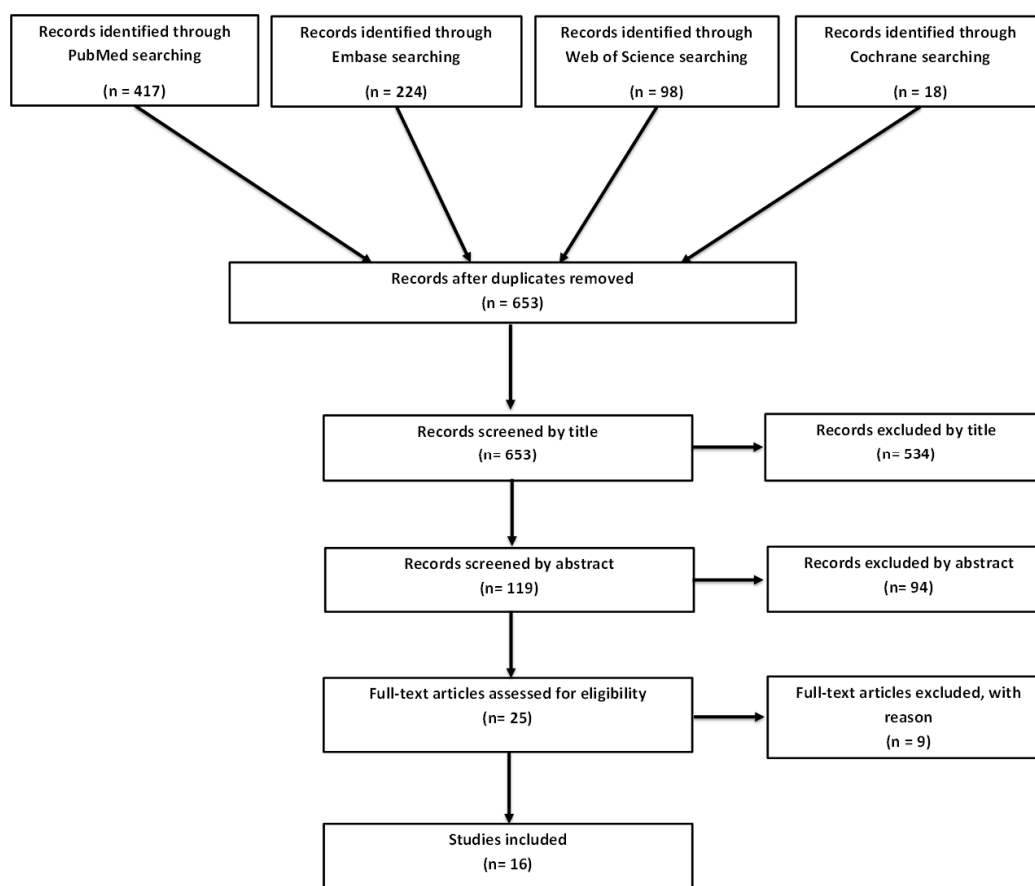 Records identified through
PubMed searching
(n = 417)
Records identified through
Embase searching
(n = 224)
Records identified through
Web of Science searching
(n = 98)
Records identified through
Cochrane searching
(n = 18)
Records after duplicates removed
(n = 653)
Records screened by title
(n= 653)
Records excluded by title
(n= 534)
Records screened by abstract
(n= 119)
Records excluded by abstract
(n= 94)
Full-text articles assessed for eligibility
(n= 25)
Full-text articles excluded, with
reason
(n = 9)
Studies included
(n= 16)